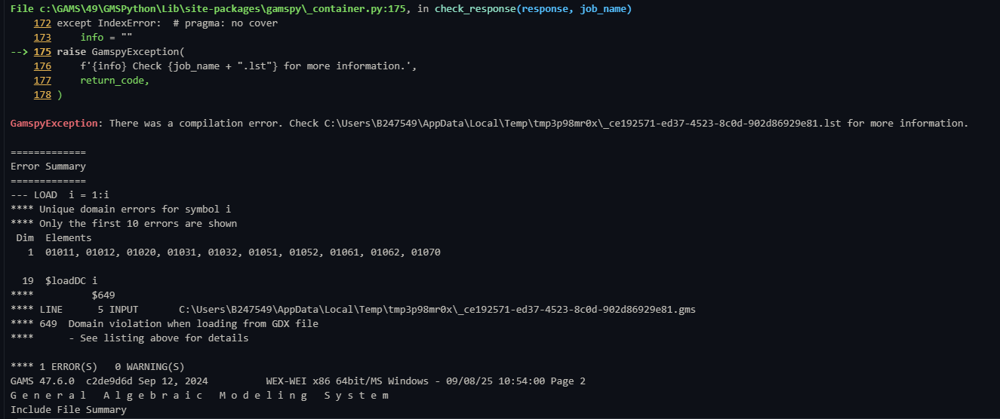 File c:\GAMS\49\GMSPython\Lib\site-packages\gamspy\_container.py:175, in check_response(response, job_name)
    172 except IndexError:  # pragma: no cover
    173     info = ""
--> 175 raise GamspyException(
    176     f'{info} Check {job_name + ".lst"} for more information.',
    177     return_code,
    178 )
GamspyException: There was a compilation error. Check C:\Users\B247549\AppData\Local\Temp\tmp3p98mr0x\_ce192571-ed37-4523-8c0d-902d86929e81.lst for more information.
=============
Error Summary
=============
--- LOAD  i = 1:i
**** Unique domain errors for symbol i
**** Only the first 10 errors are shown
 Dim  Elements
   1  01011, 01012, 01020, 01031, 01032, 01051, 01052, 01061, 01062, 01070
  19  $loadDC i
****          $649
**** LINE      5 INPUT       C:\Users\B247549\AppData\Local\Temp\tmp3p98mr0x\_ce192571-ed37-4523-8c0d-902d86929e81.gms
**** 649  Domain violation when loading from GDX file
****      - See listing above for details
**** 1 ERROR(S)   0 WARNING(S)
GAMS 47.6.0  c2de9d6d Sep 12, 2024          WEX-WEI x86 64bit/MS Windows - 09/08/25 10:54:00 Page 2
G e n e r a l   A l g e b r a i c   M o d e l i n g   S y s t e m
Include File Summary